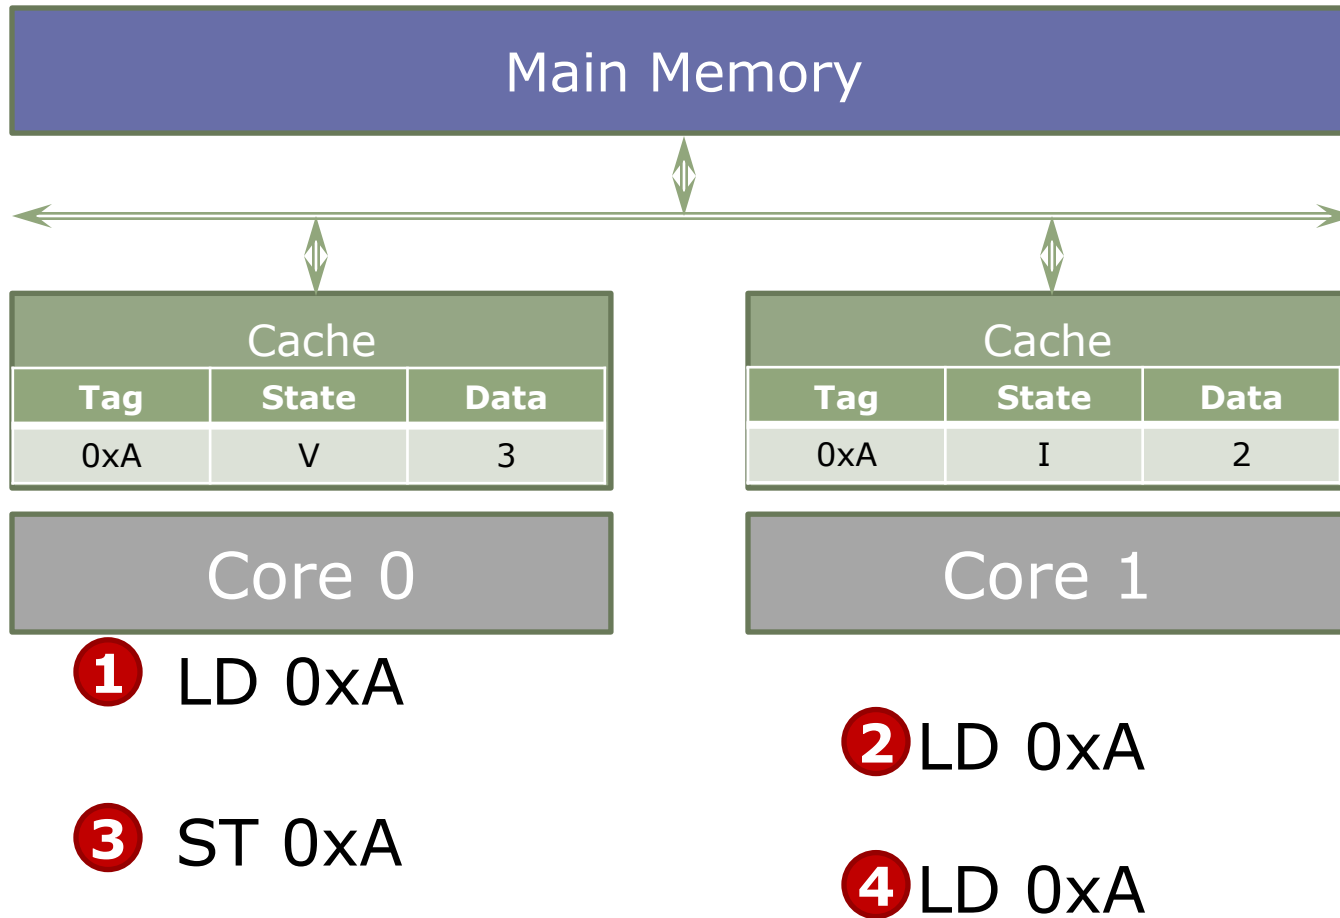 Main Memory
Cache
Tag State Data
0xA V 3
Cache
Tag State Data
0xA I 2
Core 0
Core 1
1 LD 0xA
2 LD 0xA
3 ST 0xA
4 LD 0xA